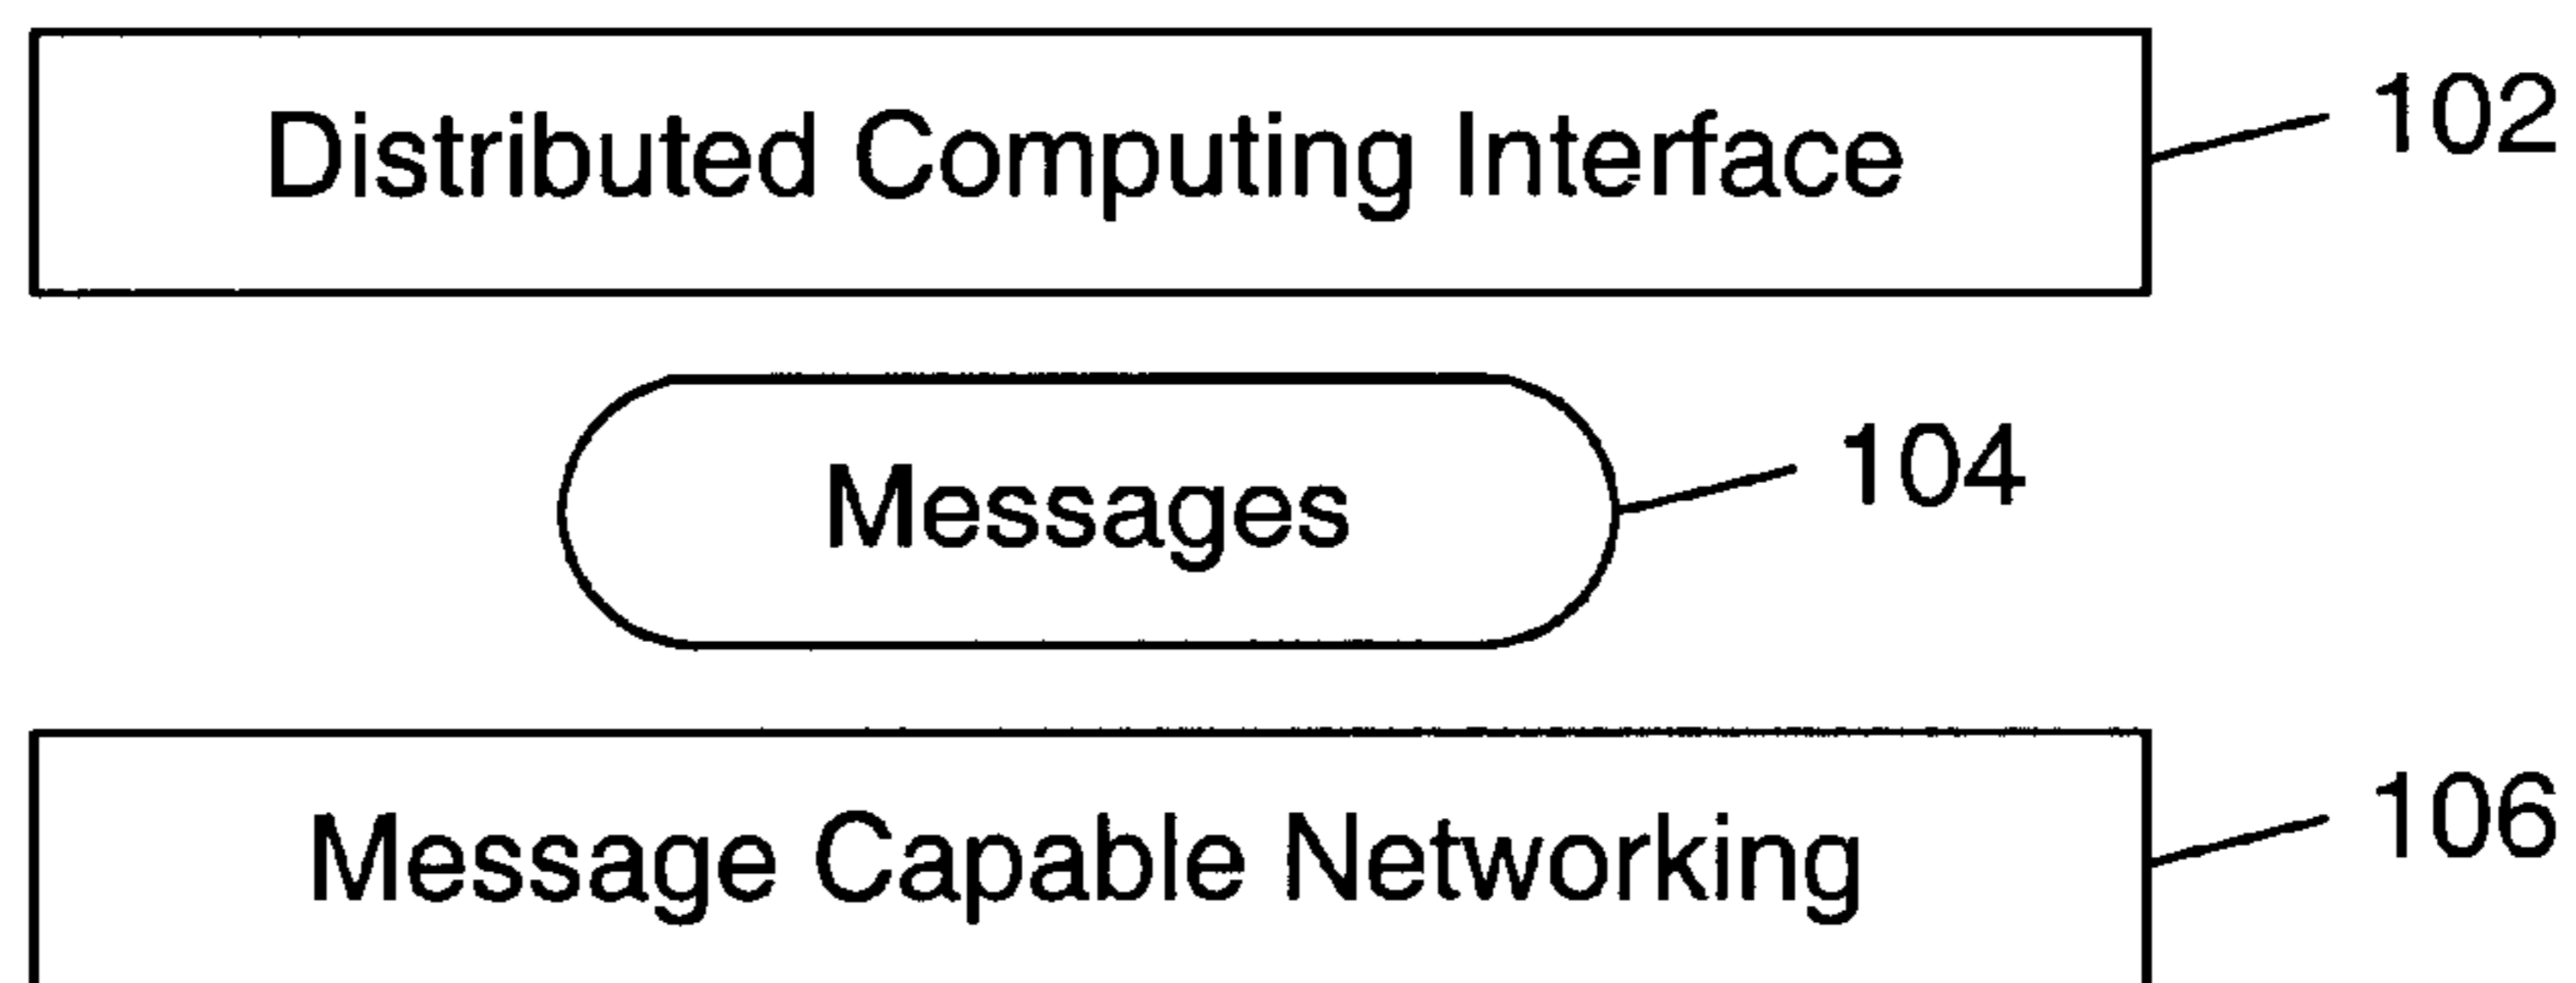 Distributed Computing Interface 102
Messages 104
Message Capable Networking 106